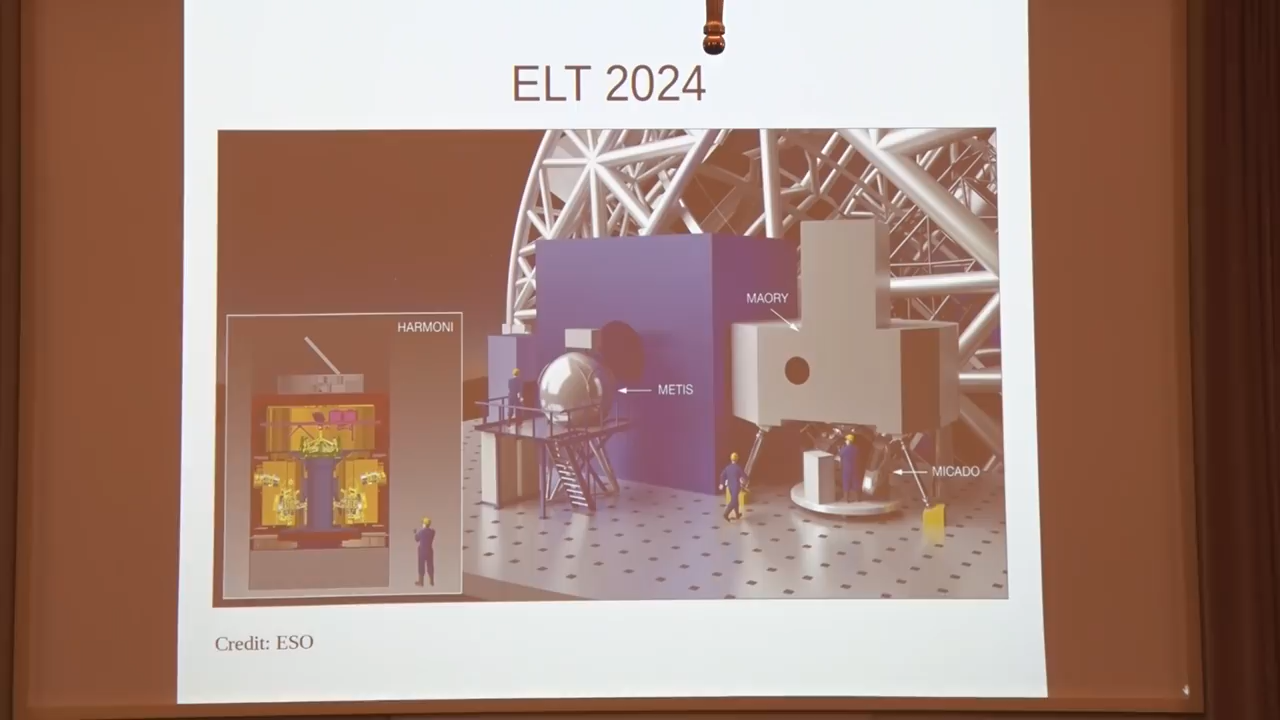 ELT 2024
MAORY
HARMONI
METIS
MICADO
Credit: ESO